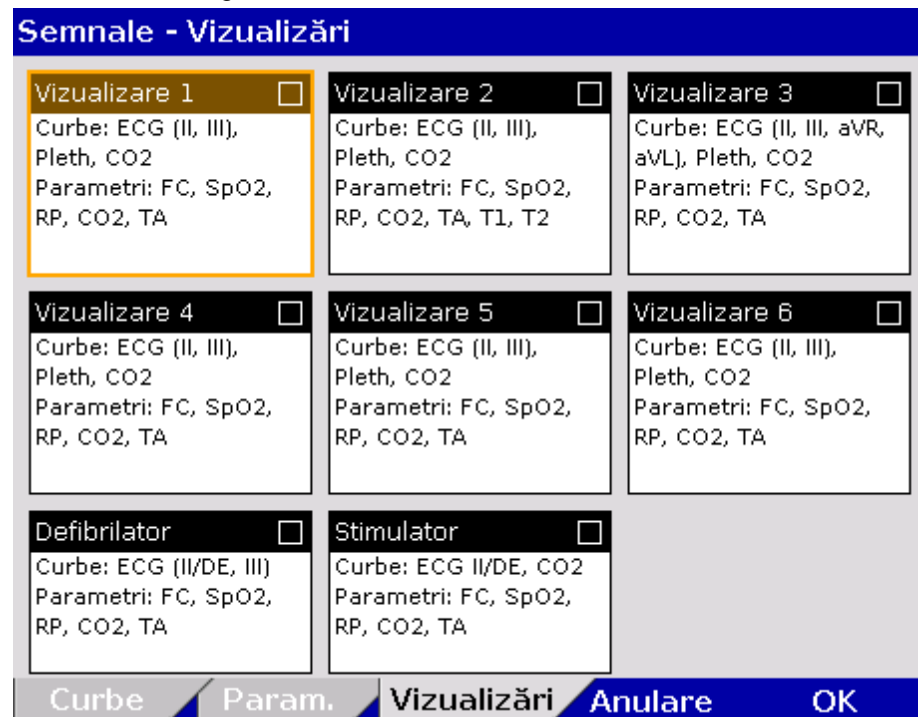 Semnale - Vizualizări
Vizualizare 1
Curbe: ECG (II, III),
Pleth, CO2
Parametri: FC, SpO2,
RP, CO2, TA
Vizualizare 2
Curbe: ECG (II, III),
Pleth, CO2
Parametri: FC, SpO2,
RP, CO2, TA, T1, T2
Vizualizare 3
Curbe: ECG (II, III, aVR,
aVL), Pleth, CO2
Parametri: FC, SpO2,
RP, CO2, TA
Vizualizare 4
Curbe: ECG (II, III),
Pleth, CO2
Parametri: FC, SpO2,
RP, CO2, TA
Vizualizare 5
Curbe: ECG (II, III),
Pleth, CO2
Parametri: FC, SpO2,
RP, CO2, TA
Vizualizare 6
Curbe: ECG (II, III),
Pleth, CO2
Parametri: FC, SpO2,
RP, CO2, TA
Defibrilator
Curbe: ECG (II/DE, III)
Parametri: FC, SpO2,
RP, CO2, TA
Stimulator
Curbe: ECG II/DE, CO2
Parametri: FC, SpO2,
RP, CO2, TA
Curbe Param. Vizualizări Anulare OK